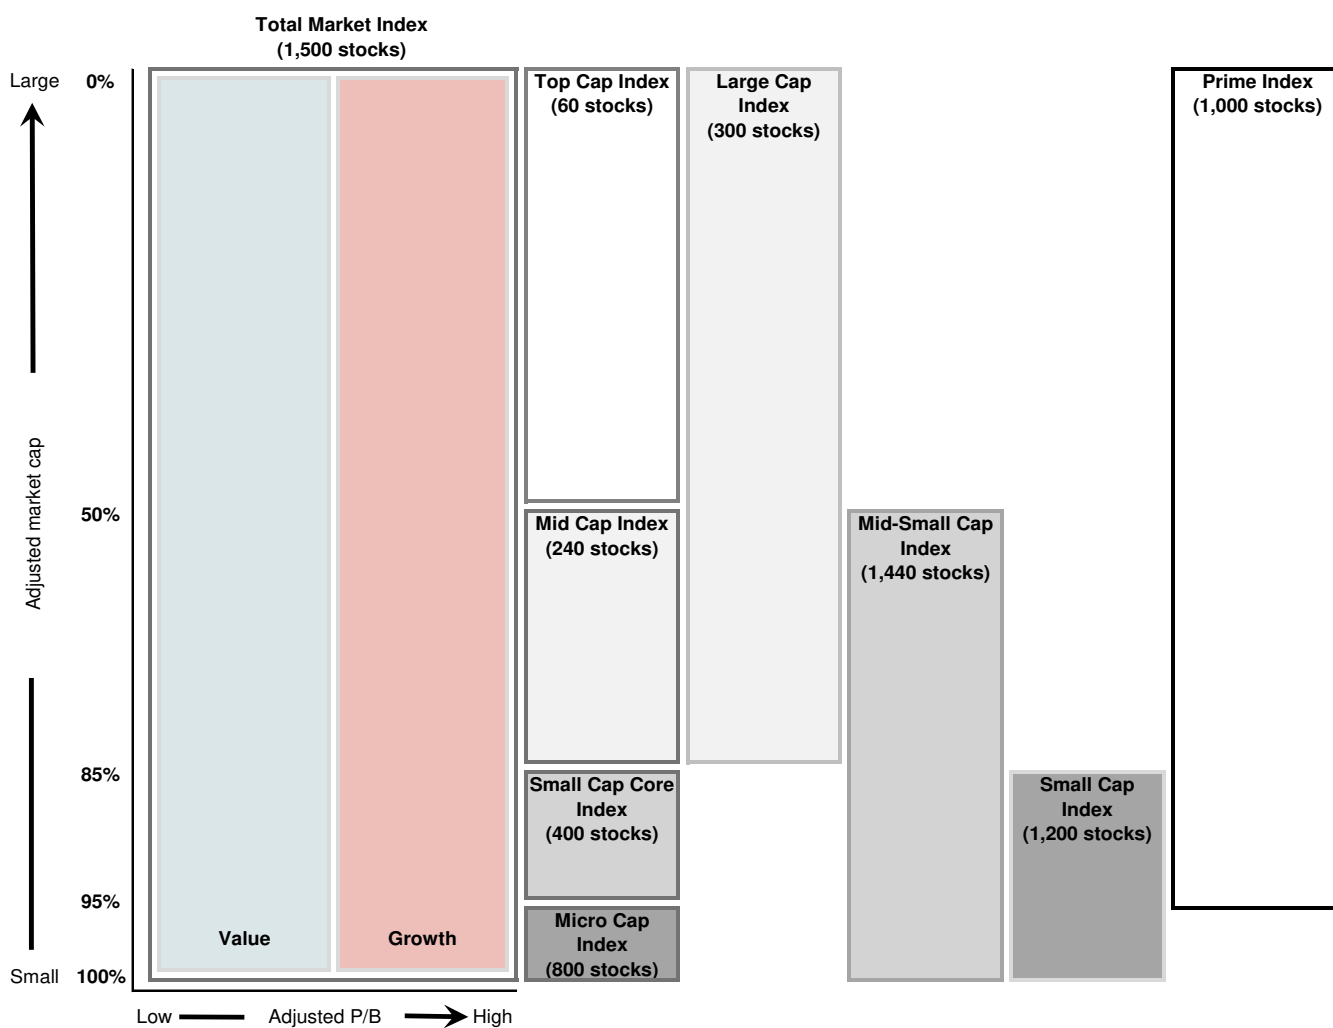 Total Market Index
(1,500 stocks)
Large
0%
Top Cap Index
(60 stocks)
Large Cap
Index
(300 stocks)
Prime Index
(1,000 stocks)
Adjusted market cap
50%
Mid Cap Index
(240 stocks)
Mid-Small Cap
Index
(1,440 stocks)
85%
Small Cap Core
Index
(400 stocks)
Small Cap
Index
(1,200 stocks)
95%
Micro Cap
Index
(800 stocks)
Value
Growth
Small
100%
Low
Adjusted P/B
High